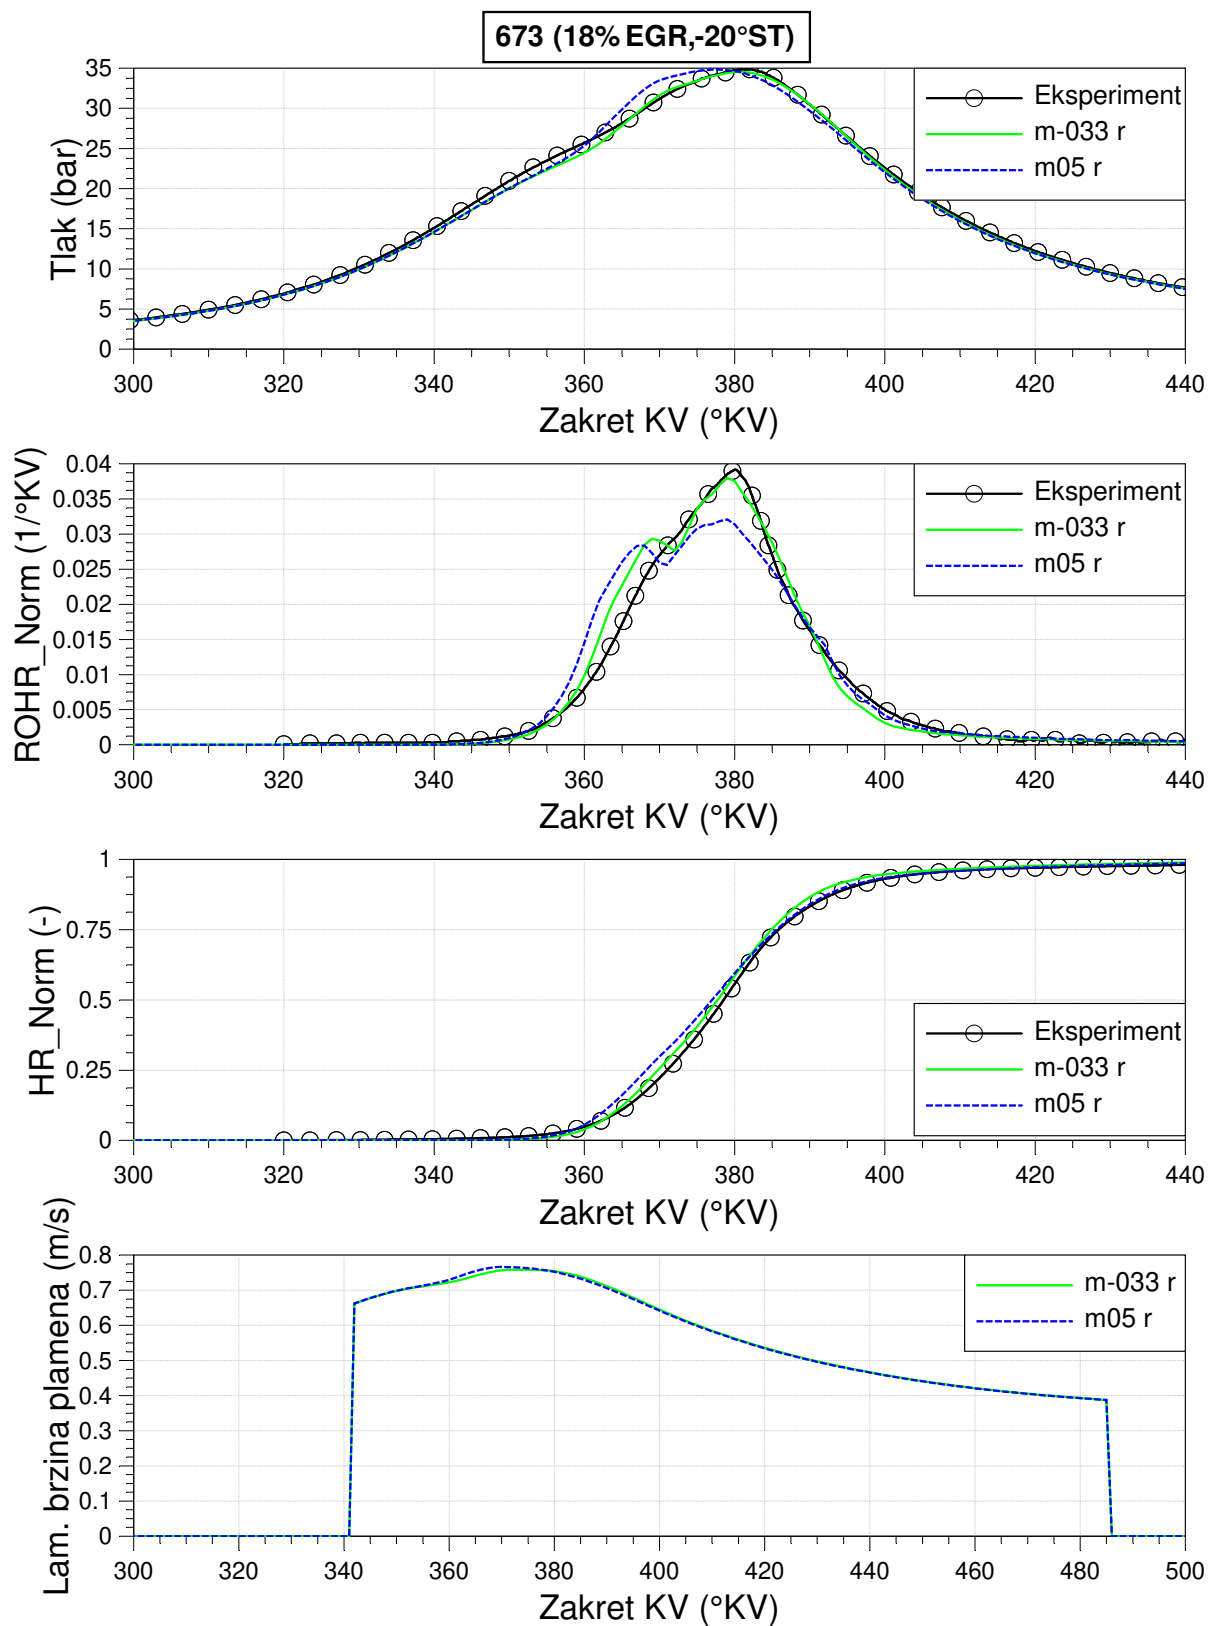 673 (18% EGR,-20°ST)
Tlak (bar)
35
30
25
20
15
10
5
0
Eksperiment
m-033 r
m05 r
300 320 340 360 380 400 420 440
Zakret KV (°KV)
ROHR_Norm (1/°KV)
0.04
0.035
0.03
0.025
0.02
0.015
0.01
0.005
0
Eksperiment
m-033 r
m05 r
300 320 340 360 380 400 420 440
Zakret KV (°KV)
HR_Norm (-)
1
0.75
0.5
0.25
0
Eksperiment
m-033 r
m05 r
300 320 340 360 380 400 420 440
Zakret KV (°KV)
Lam. brzina plamena (m/s)
0.8
0.7
0.6
0.5
0.4
0.3
0.2
0.1
0
m-033 r
m05 r
300 320 340 360 380 400 420 440 460 480 500
Zakret KV (°KV)